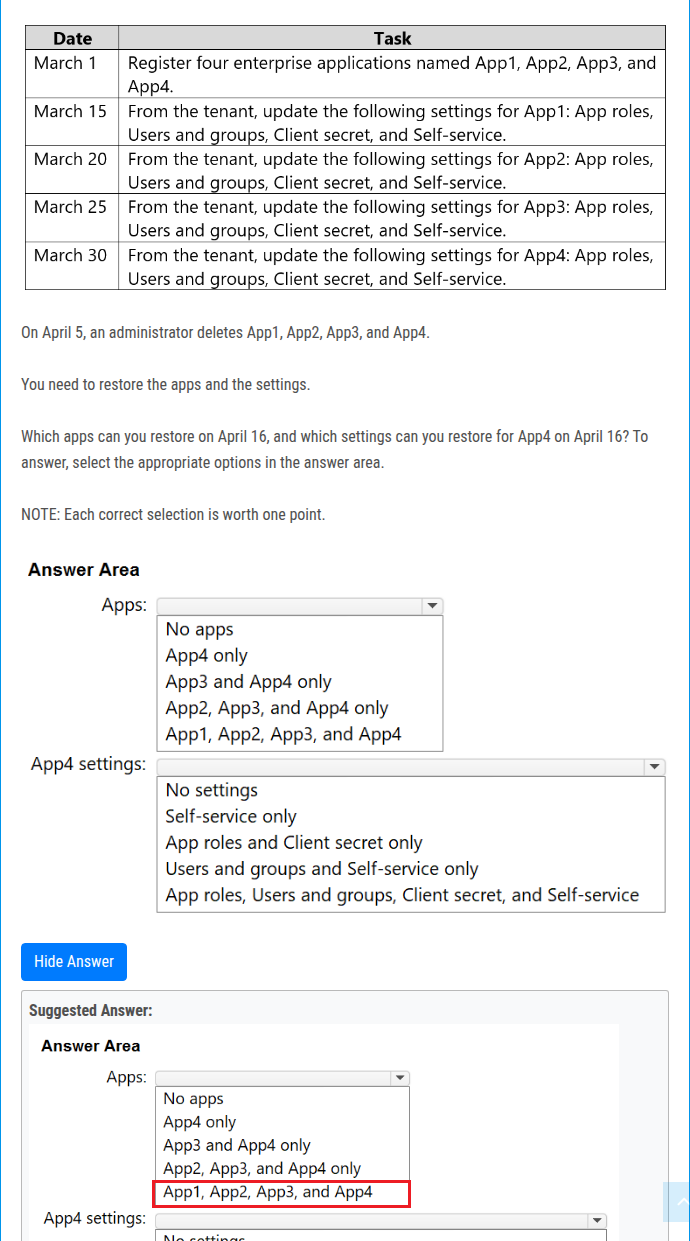 Date Task
March 1 Register four enterprise applications named App1, App2, App3, and
App4.
March 15 From the tenant, update the following settings for App1: App roles,
Users and groups, Client secret, and Self-service.
March 20 From the tenant, update the following settings for App2: App roles,
Users and groups, Client secret, and Self-service.
March 25 From the tenant, update the following settings for App3: App roles,
Users and groups, Client secret, and Self-service.
March 30 From the tenant, update the following settings for App4: App roles,
Users and groups, Client secret, and Self-service.
On April 5, an administrator deletes App1, App2, App3, and App4.
You need to restore the apps and the settings.
Which apps can you restore on April 16, and which settings can you restore for App4 on April 16? To
answer, select the appropriate options in the answer area.
NOTE: Each correct selection is worth one point.
Answer Area
Apps:
No apps
App4 only
App3 and App4 only
App2, App3, and App4 only
App1, App2, App3, and App4
App4 settings:
No settings
Self-service only
App roles and Client secret only
Users and groups and Self-service only
App roles, Users and groups, Client secret, and Self-service
Hide Answer
Suggested Answer:
Answer Area
Apps:
No apps
App4 only
App3 and App4 only
App2, App3, and App4 only
App1, App2, App3, and App4
App4 settings:
No settings